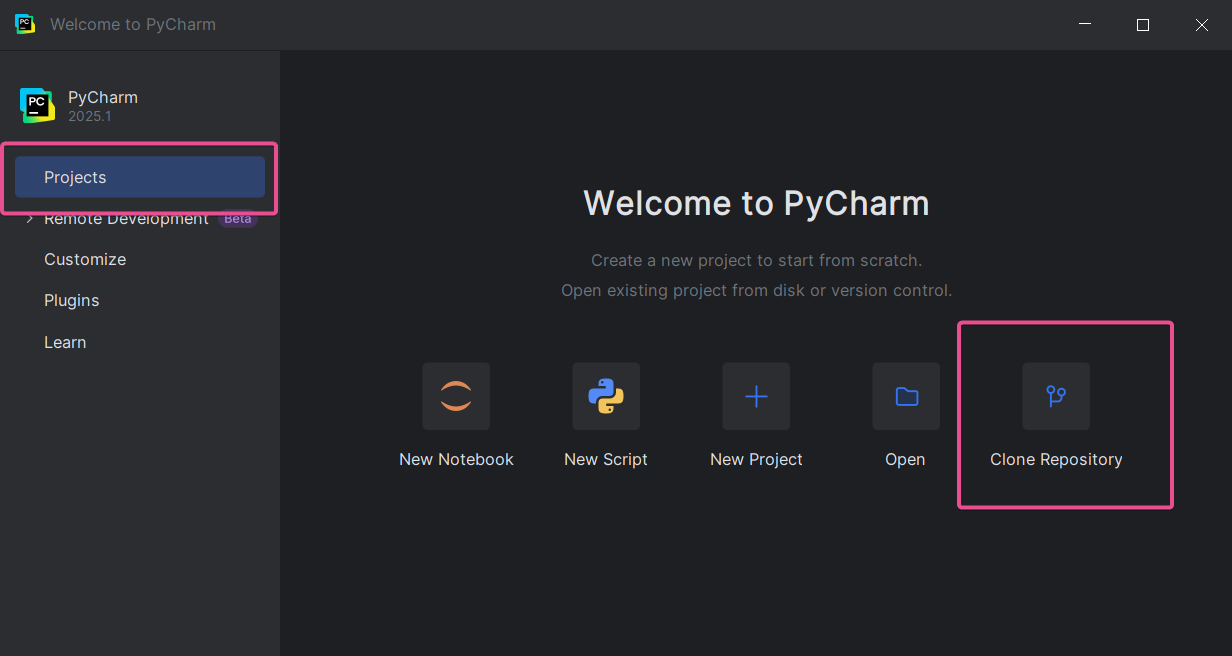 Welcome to PyCharm
PC
PyCharm
2025.1
Projects
Remote Development Beta
Customize
Plugins
Learn
Welcome to PyCharm
Create a new project to start from scratch.
Open existing project from disk or version control.
New Notebook
New Script
New Project
Open
Clone Repository